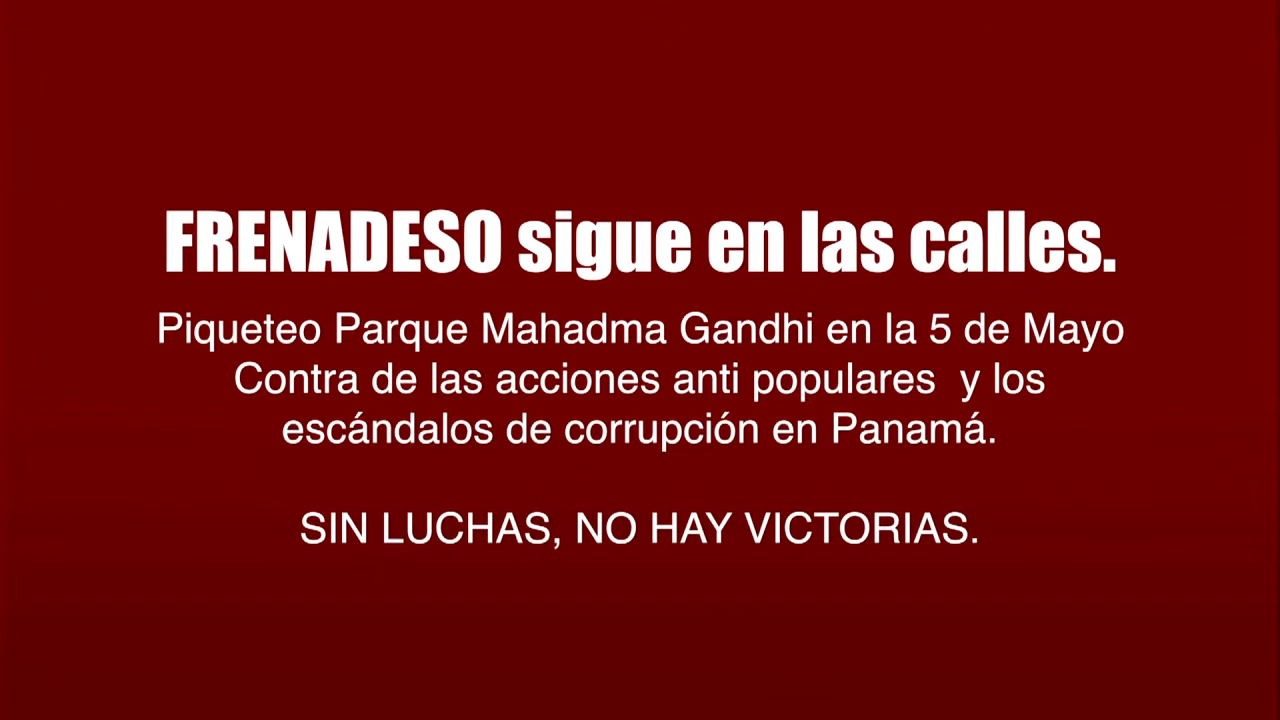 FRENADESO sigue en las calles.
Piqueteo Parque Mahadma Gandhi en la 5 de Mayo
Contra de las acciones anti populares  y los
escándalos de corrupción en Panamá.
SIN LUCHAS, NO HAY VICTORIAS.